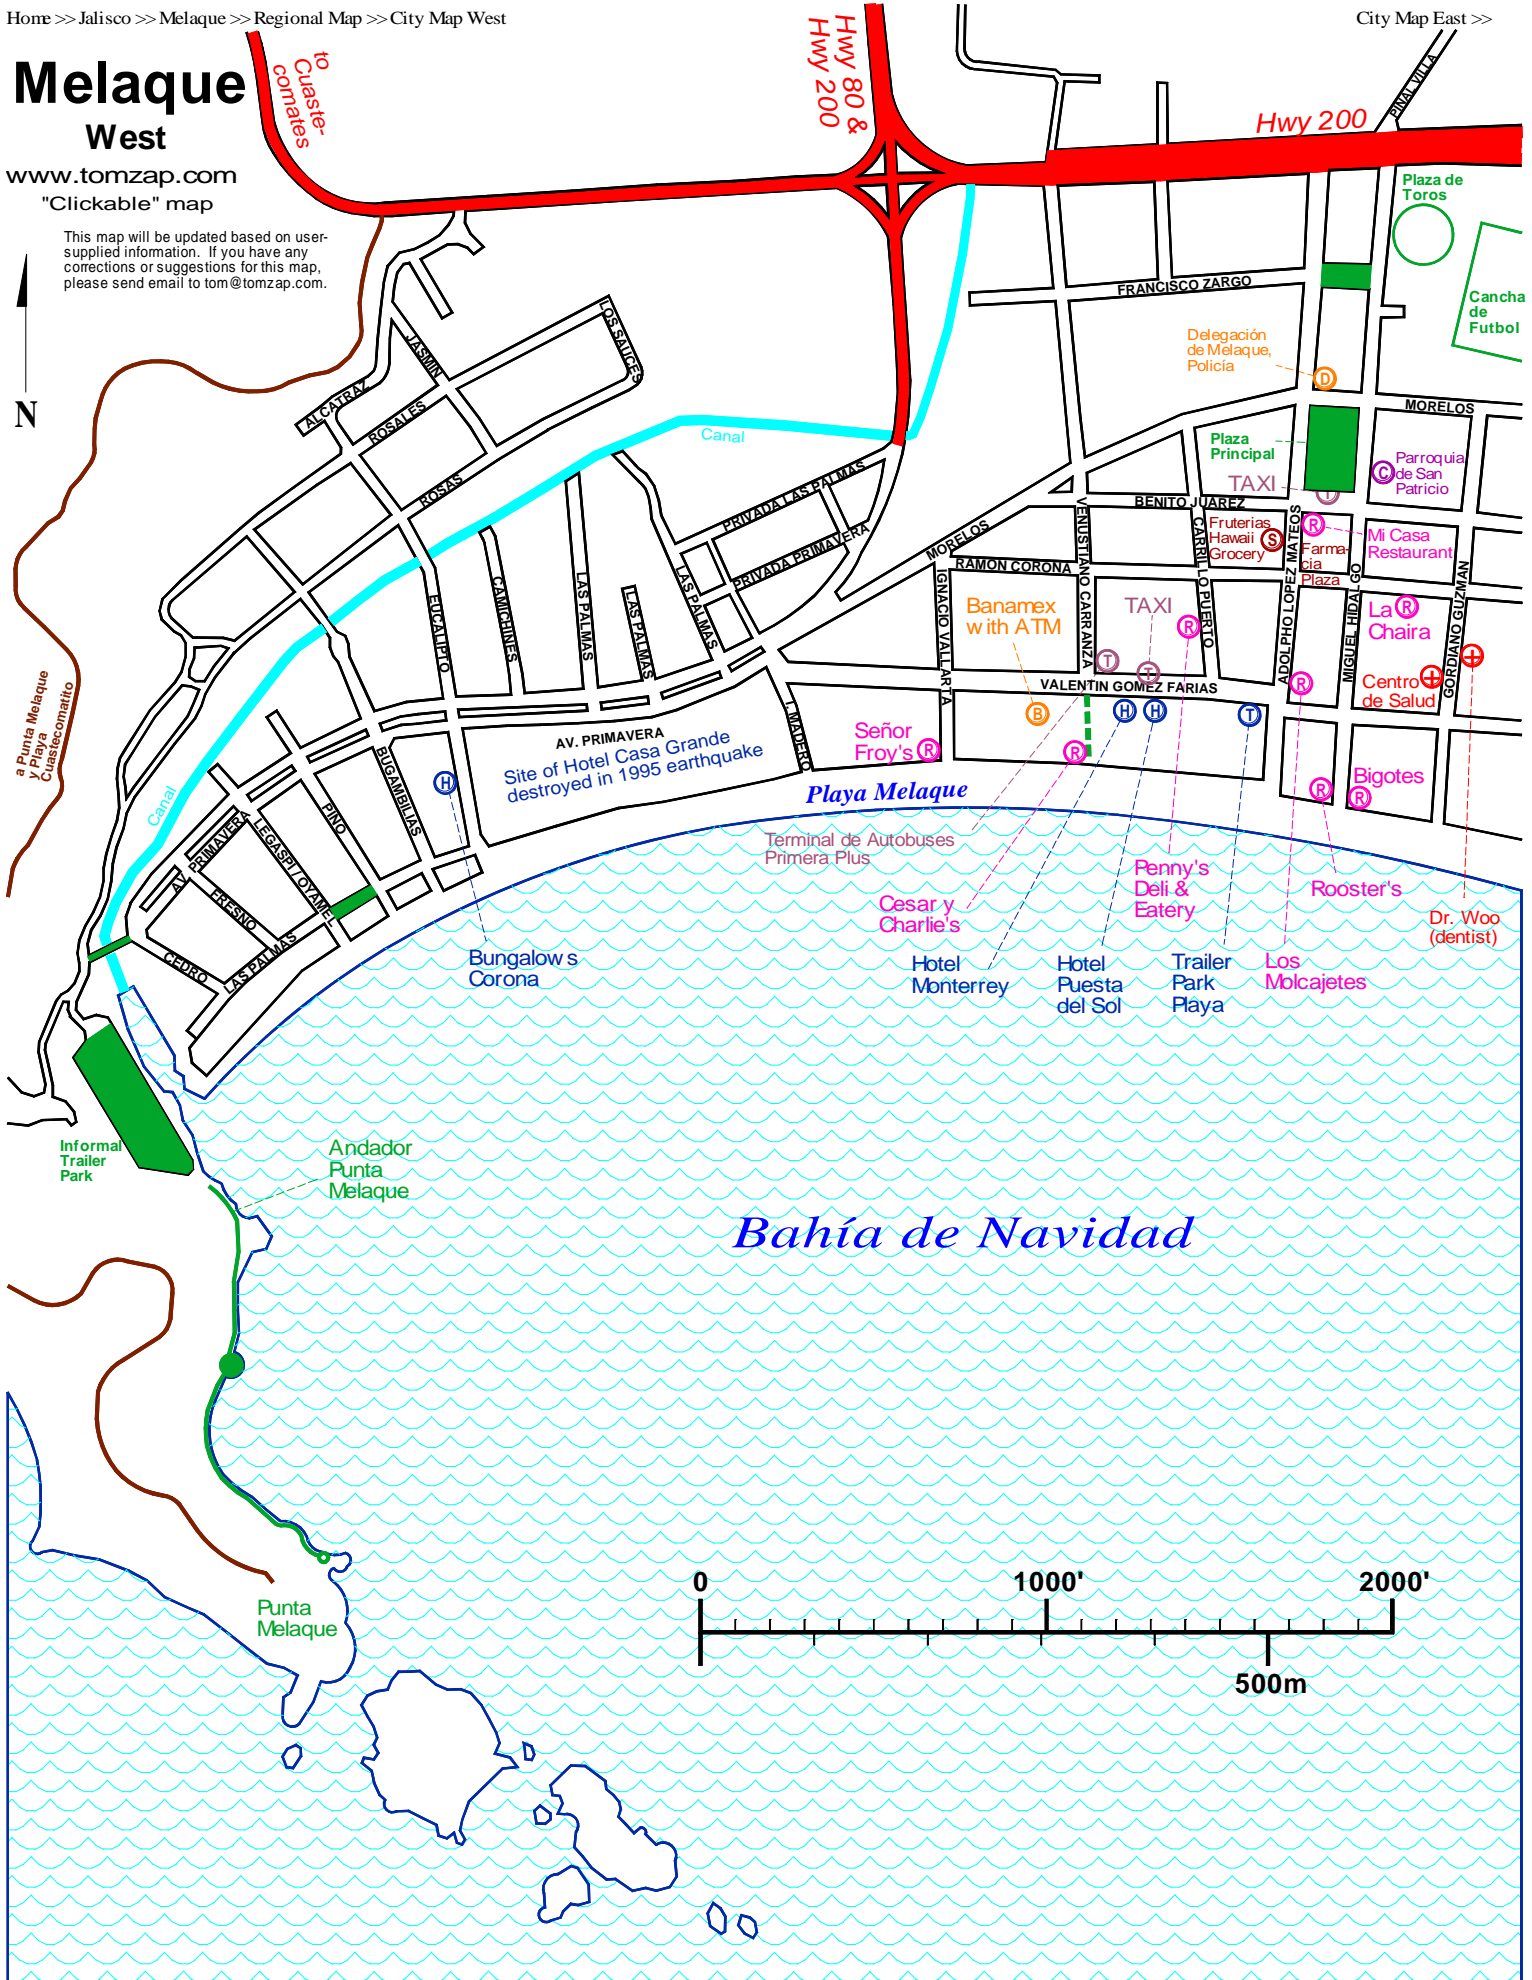 Home >> Jalisco >> Melaque >> Regional Map >> City Map West
City Map East >>
Melaque
West
www.tomzap.com
"Clickable" map
This map will be updated based on user-
supplied information. If you have any
corrections or suggestions for this map,
please send email to tom@tomzap.com.
N
to
Cuaste-
comates
Hwy 80 &
Hwy 200
Hwy 200
PINAL VILLA
Plaza de
Toros
Cancha
de
Futbol
FRANCISCO ZARGO
Delegación
de Melaque,
Policía
D
MORELOS
Plaza
Principal
TAXI
T
C
Parroquia
de San
Patricio
BENITO JUAREZ
Fruterias
Hawaii
Grocery
S
R
Mi Casa
Restaurant
Farma-
cia
Plaza
LOS SAUCES
JASMIN
ALCATRAZ
ROSALES
ROSAS
Canal
PRIVADA LAS PALMAS
PRIVADA PRIMAVERA
MORELOS
RAMON CORONA
IGNACIO VALLARTA
VENUSTIANO CARRANZA
CARRILLO PUERTO
ADOLPHO LOPEZ MATEOS
MIGUEL HIDALGO
GORDIANO GUZMAN
EUCALIPTO
CAMICHINES
LAS PALMAS
LAS PALMAS
LAS PALMAS
Banamex
with ATM
TAXI
R
La
Chaira
R
T
T
R
Centro
de Salud
VALENTIN GOMEZ FARIAS
B
H
H
T
a Punta Melaque
y Playa
Cuastecomatito
I. MADERO
AV. PRIMAVERA
Site of Hotel Casa Grande
destroyed in 1995 earthquake
Señor
Froy's
R
R
H
BUGAMBILIAS
PINO
LEGASPI / OYAMEL
AV. PRIMAVERA
Canal
FRESNO
CEDRO
LAS PALMAS
Playa Melaque
R
R
Bigotes
Terminal de Autobuses
Primera Plus
Cesar y
Charlie's
Penny's
Deli &
Eatery
Rooster's
Dr. Woo
(dentist)
Bungalows
Corona
Hotel
Monterrey
Hotel
Puesta
del Sol
Trailer
Park
Playa
Los
Molcajetes
Informal
Trailer
Park
Andador
Punta
Melaque
Bahía de Navidad
Punta
Melaque
0
1000'
2000'
500m